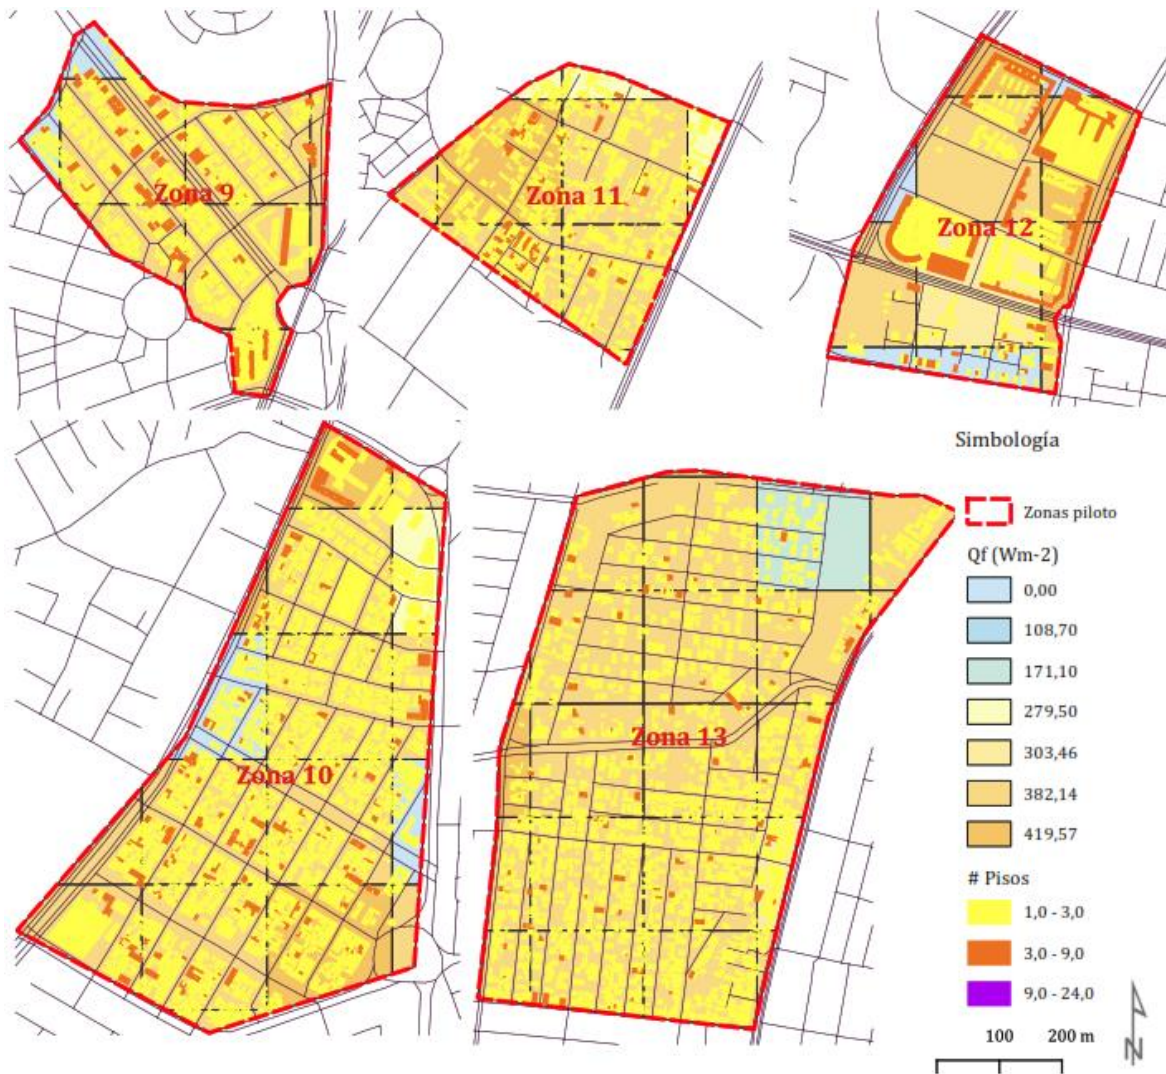 Zona 9
Zona 11
Zona 12
Zona 10
Zona 13
Simbología
Zonas piloto
Qf (Wm-2)
0,00
108,70
171,10
279,50
303,46
382,14
419,57
# Pisos
1,0 - 3,0
3,0 - 9,0
9,0 - 24,0
100 200 m
N